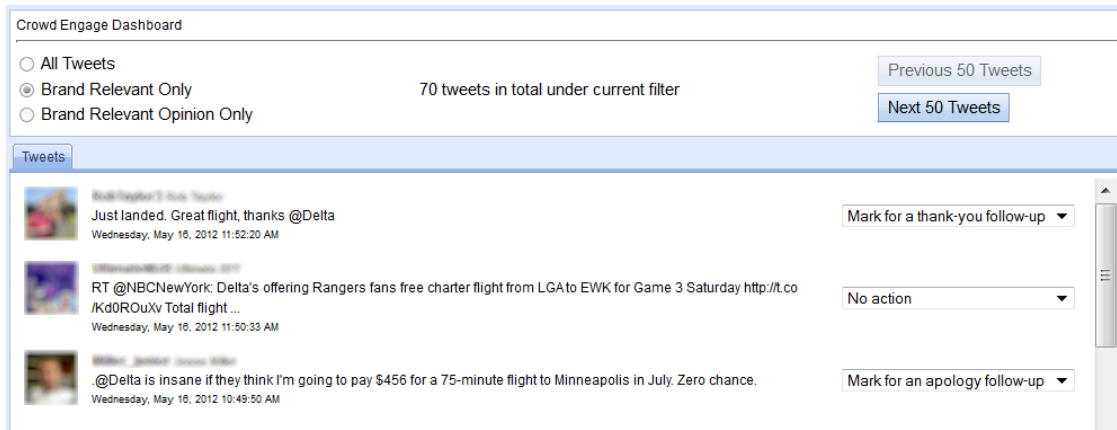 Crowd Engage Dashboard
All Tweets
Brand Relevant Only
Brand Relevant Opinion Only
70 tweets in total under current filter
Previous 50 Tweets
Next 50 Tweets
Tweets
Just landed. Great flight, thanks @Delta
Wednesday, May 16, 2012 11:52:20 AM
Mark for a thank-you follow-up
RT @NBCNewYork: Delta's offering Rangers fans free charter flight from LGA to EWK for Game 3 Saturday http://t.co
/Kd0ROuXv Total flight ...
Wednesday, May 16, 2012 11:50:33 AM
No action
.@Delta is insane if they think I'm going to pay $456 for a 75-minute flight to Minneapolis in July. Zero chance.
Wednesday, May 16, 2012 10:49:50 AM
Mark for an apology follow-up